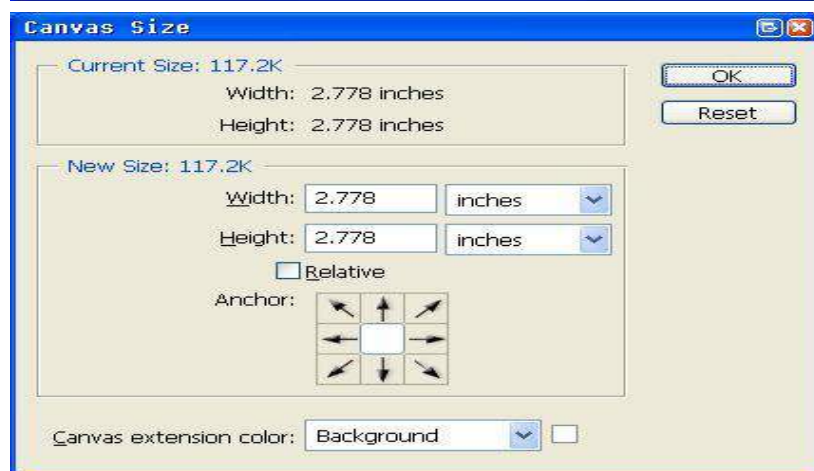 Canvas Size
Current Size: 117.2K
OK
Width: 2.778 inches
Height: 2.778 inches
Reset
New Size: 117.2K
Width: 2.778 inches
Height: 2.778 inches
Relative
Anchor:
Canvas extension color: Background